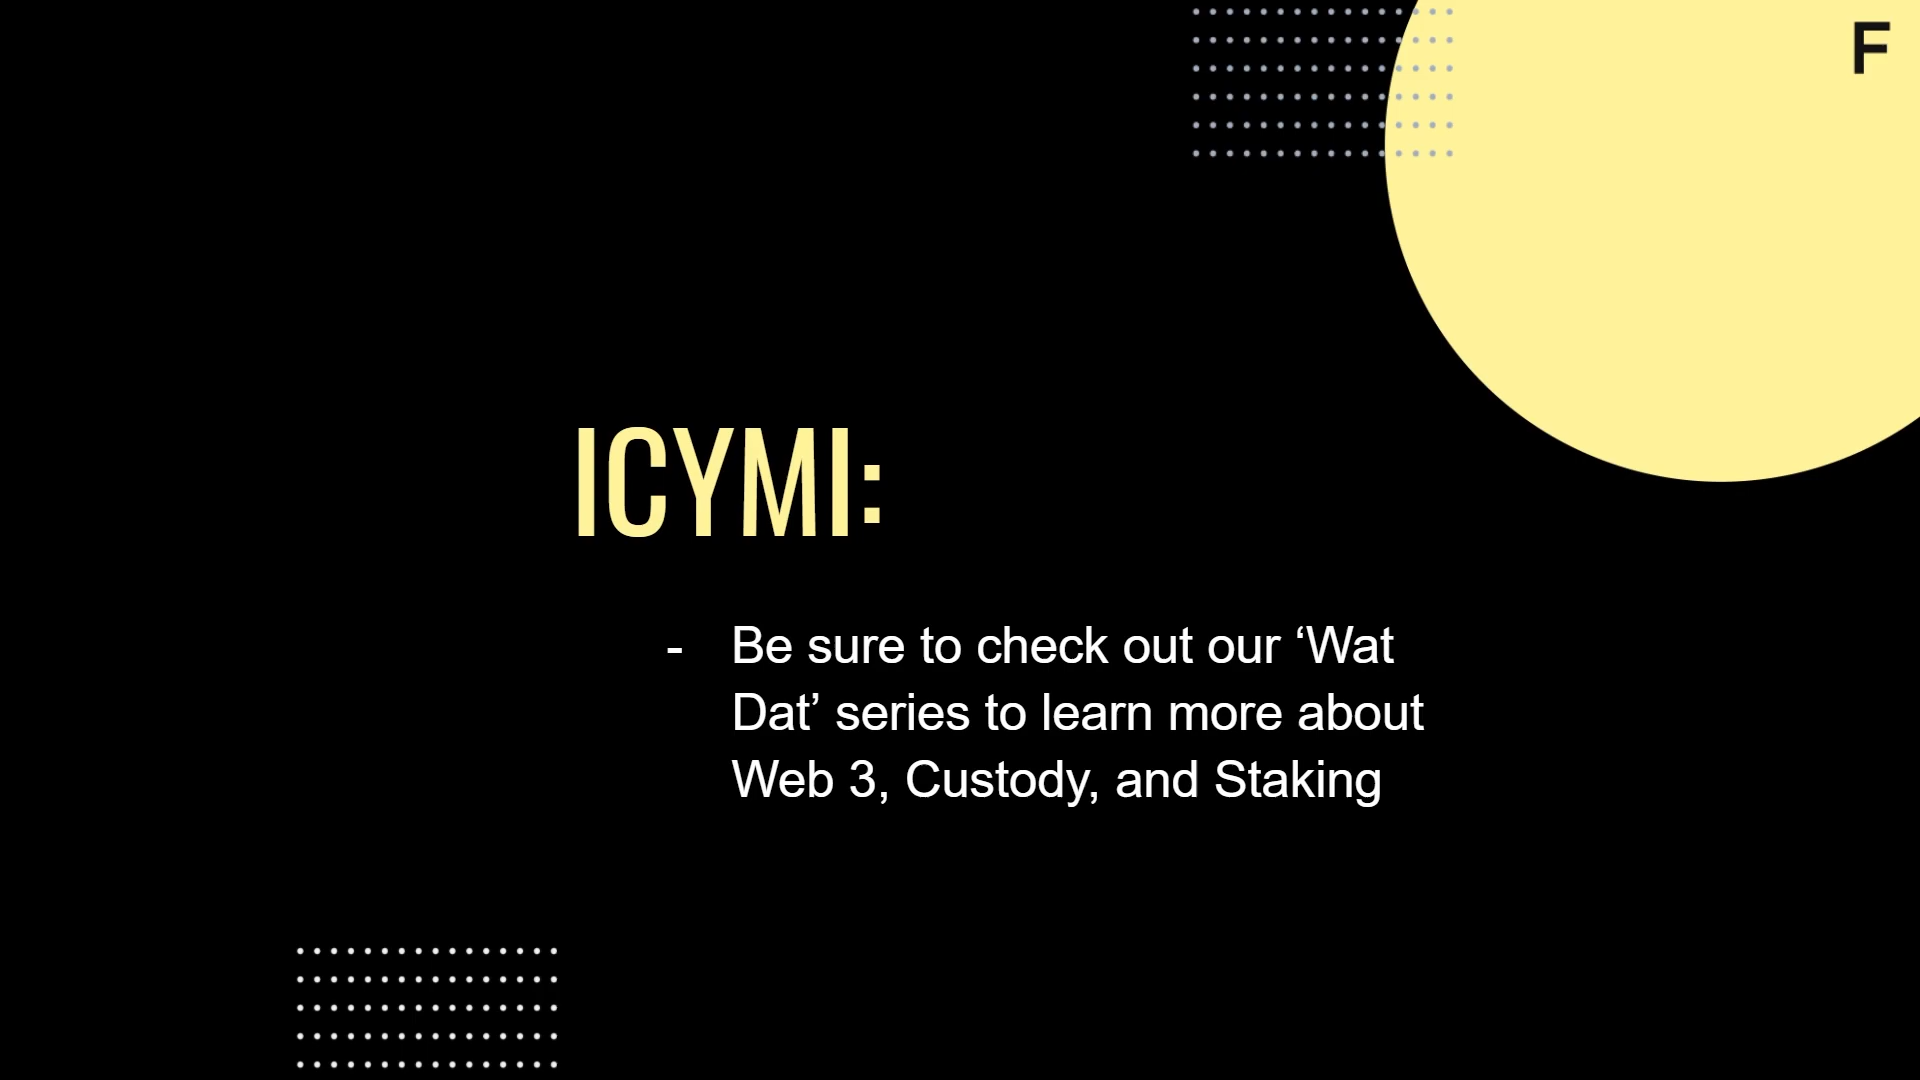 F
ICYMI:
- Be sure to check out our ‘Wat
Dat’ series to learn more about
Web 3, Custody, and Staking